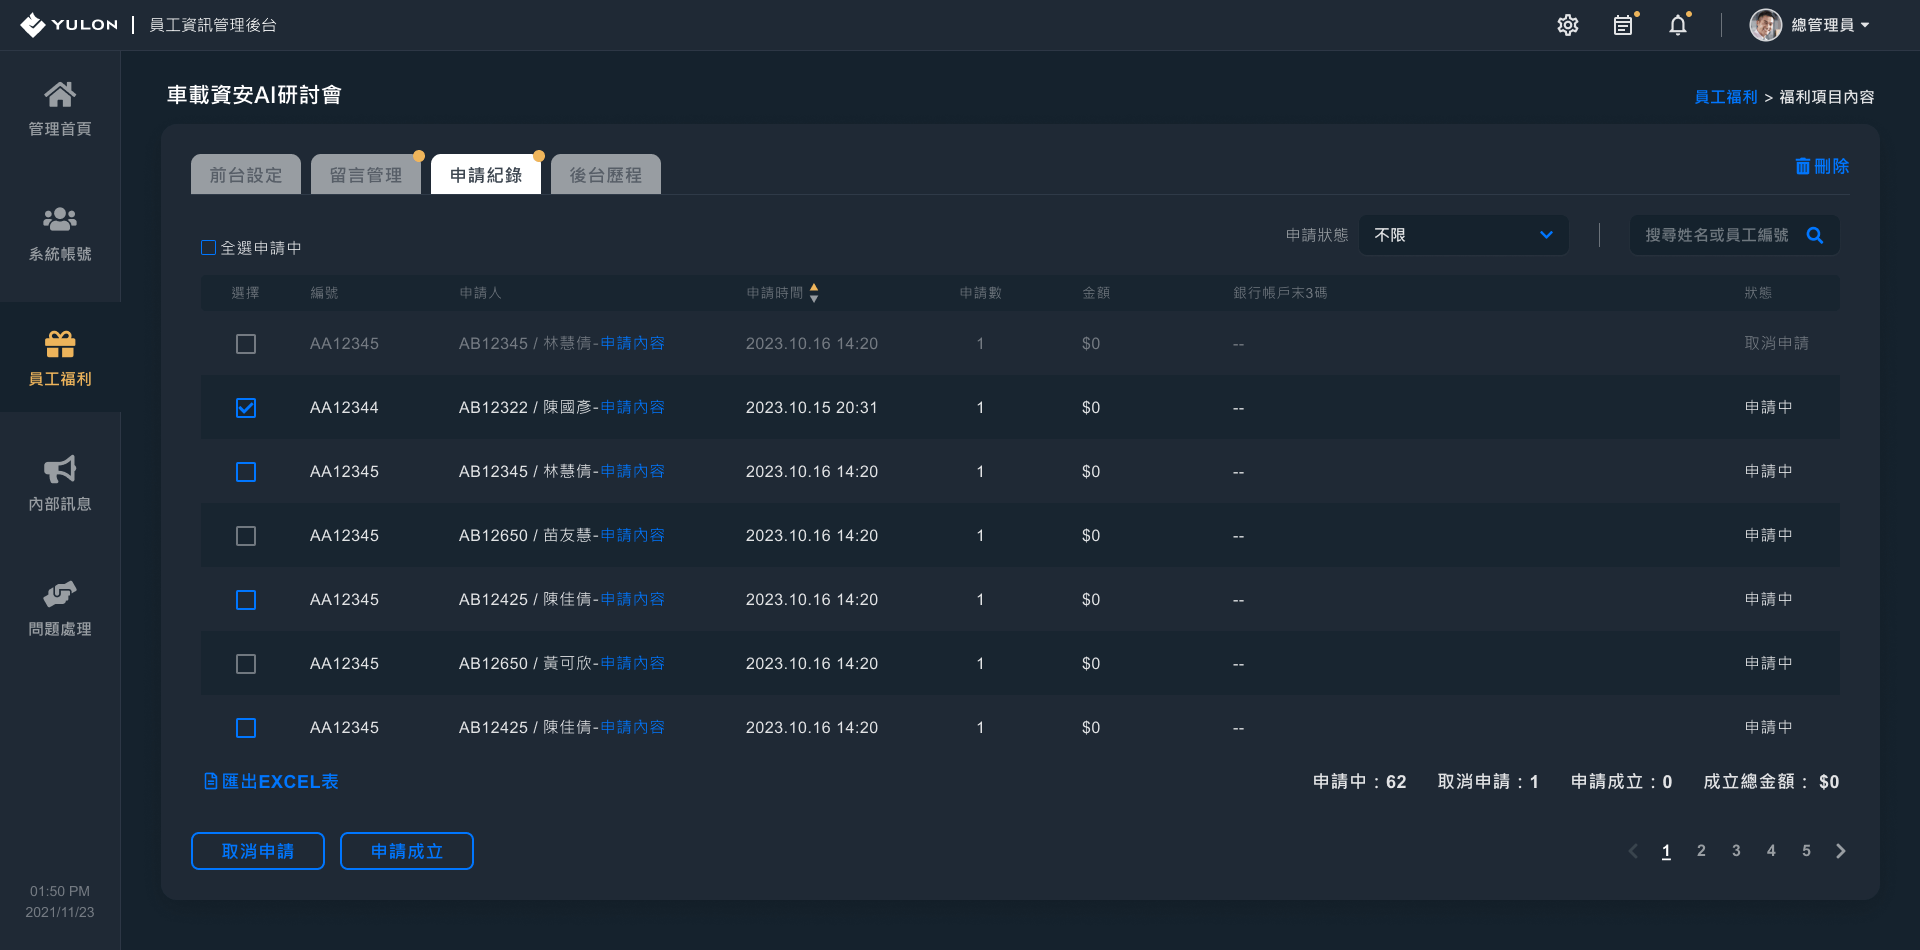 YULON | 員工資訊管理後台
總管理員
管理首頁
系統帳號
員工福利
內部訊息
問題處理
01:50 PM
2021/11/23
車載資安AI研討會
員工福利 > 福利項目內容
前台設定 留言管理 申請紀錄 後台歷程
刪除
全選申請中
申請狀態 不限 搜尋姓名或員工編號
選擇 編號 申請人 申請時間 申請數 金額 銀行帳戶末3碼 狀態
AA12345 AB12345 / 林慧倩-申請內容 2023.10.16 14:20 1 $0 -- 取消申請
AA12344 AB12322 / 陳國彥-申請內容 2023.10.15 20:31 1 $0 -- 申請中
AA12345 AB12345 / 林慧倩-申請內容 2023.10.16 14:20 1 $0 -- 申請中
AA12345 AB12650 / 苗友慧-申請內容 2023.10.16 14:20 1 $0 -- 申請中
AA12345 AB12425 / 陳佳倩-申請內容 2023.10.16 14:20 1 $0 -- 申請中
AA12345 AB12650 / 黃可欣-申請內容 2023.10.16 14:20 1 $0 -- 申請中
AA12345 AB12425 / 陳佳倩-申請內容 2023.10.16 14:20 1 $0 -- 申請中
匯出EXCEL表
申請中：62 取消申請：1 申請成立：0 成立總金額： $0
取消申請 申請成立
1 2 3 4 5